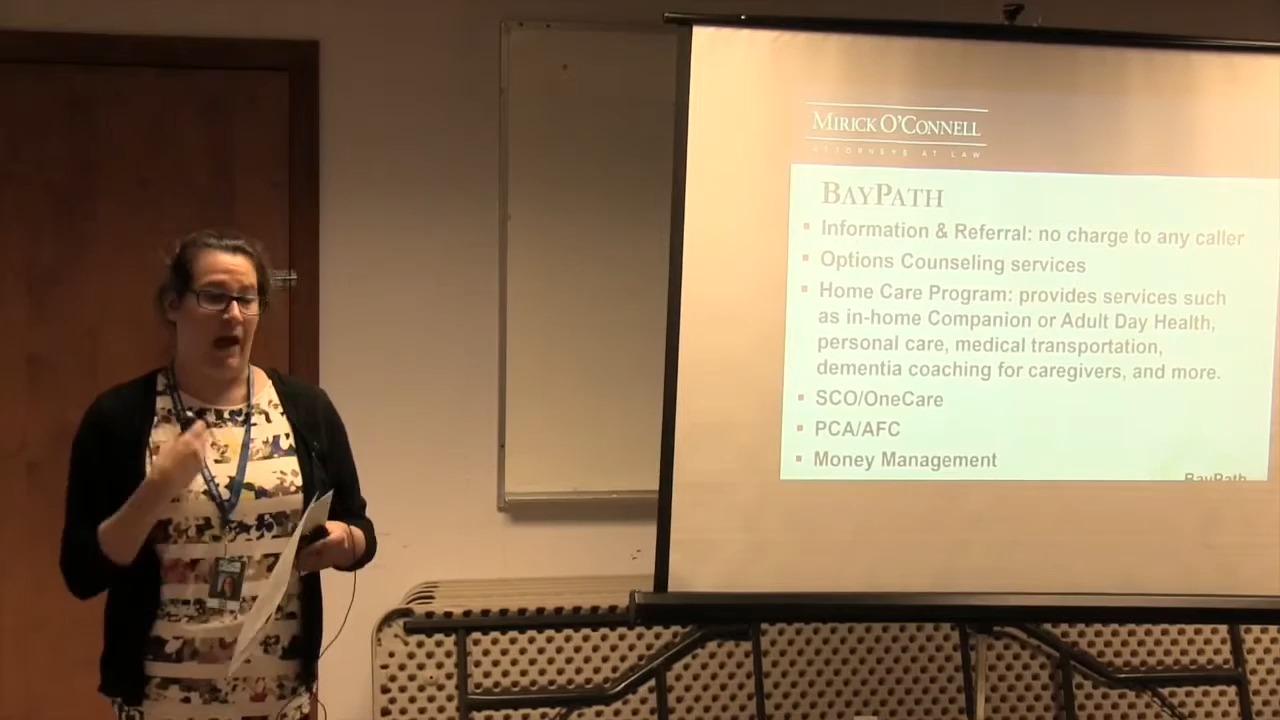 MIRICK O'CONNELL
ATTORNEYS AT LAW
BAYPATH
▪ Information & Referral: no charge to any caller
▪ Options Counseling services
▪ Home Care Program: provides services such
as in-home Companion or Adult Day Health,
personal care, medical transportation,
dementia coaching for caregivers, and more.
▪ SCO/OneCare
▪ PCA/AFC
▪ Money Management
BayPath